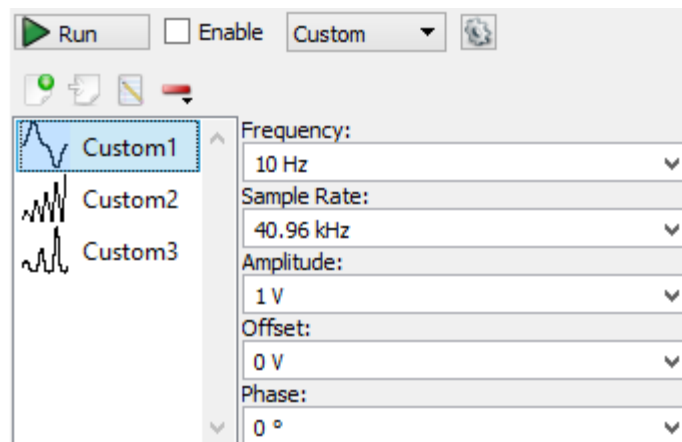 Run Enable Custom
Custom1
Custom2
Custom3
Frequency:
10 Hz
Sample Rate:
40.96 kHz
Amplitude:
1 V
Offset:
0 V
Phase:
0 °